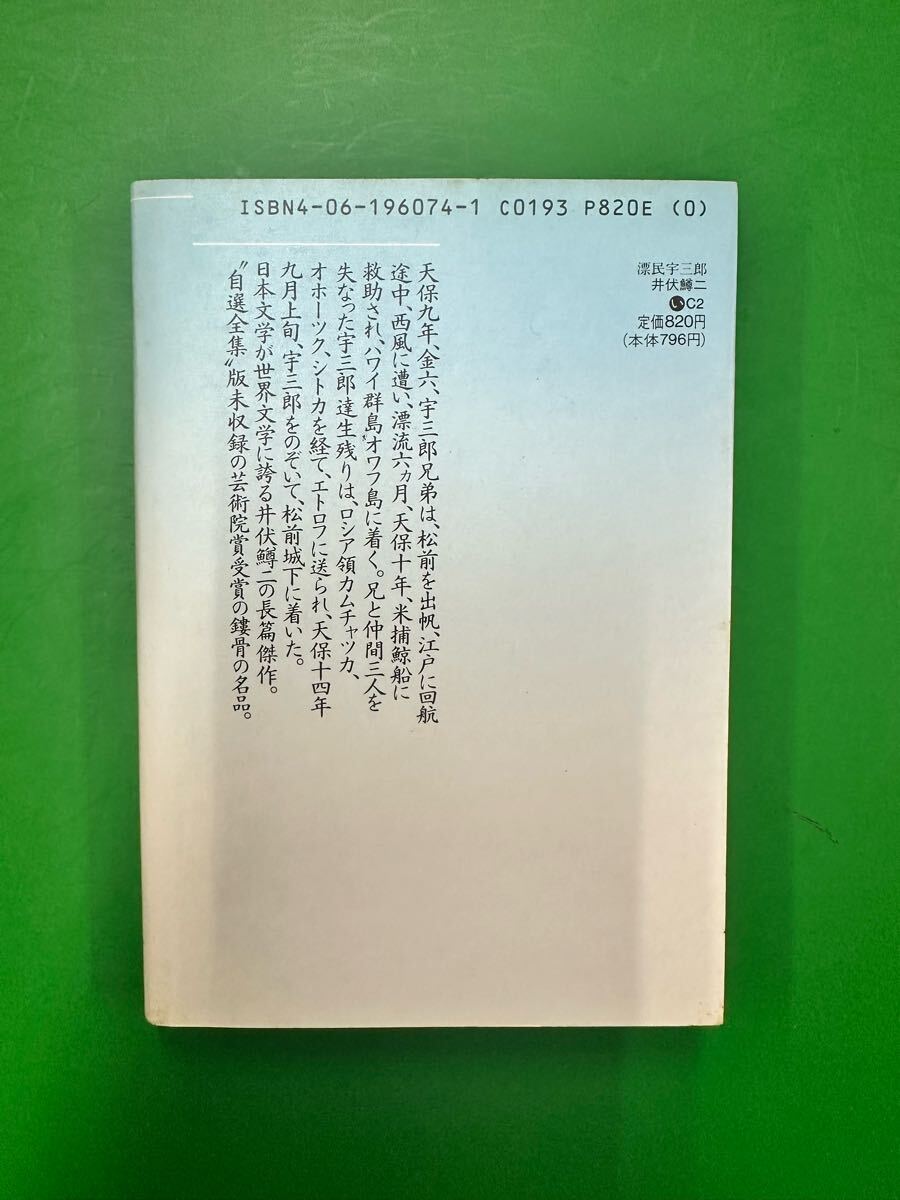 ISBN4-06-196074-1 C0193 P820E (0)
漂民宇三郎
井伏鱒二
いC2
定価820円
(本体796円)
天保九年、金六、宇三郎兄弟は、松前を出帆、江戸に回航
途中、西風に遭い、漂流六ヵ月、天保十年、米捕鯨船に
救助され、ハワイ群島〝オワフ島に着く。兄と仲間三人を
失なった宇三郎達生残りは、ロシア領カムチャツカ、
オホーツク、シトカを経て、エトロフに送られ、天保十四年
九月上旬、宇三郎をのぞいて、松前城下に着いた。
日本文学が世界文学に誇る井伏鱒二の長篇傑作。
〝自選全集〟版未収録の芸術院賞受賞の鏤骨の名品。